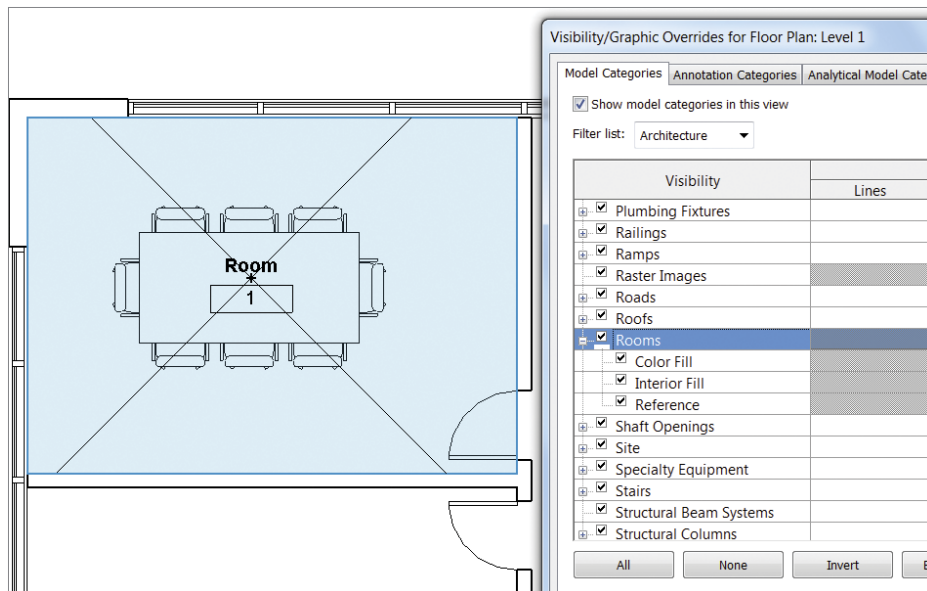 Room
1
Visibility/Graphic Overrides for Floor Plan: Level 1
Model Categories Annotation Categories Analytical Model Cate
Show model categories in this view
Filter list: Architecture
Visibility
Lines
Plumbing Fixtures
Railings
Ramps
Raster Images
Roads
Roofs
Rooms
Color Fill
Interior Fill
Reference
Shaft Openings
Site
Specialty Equipment
Stairs
Structural Beam Systems
Structural Columns
All None Invert